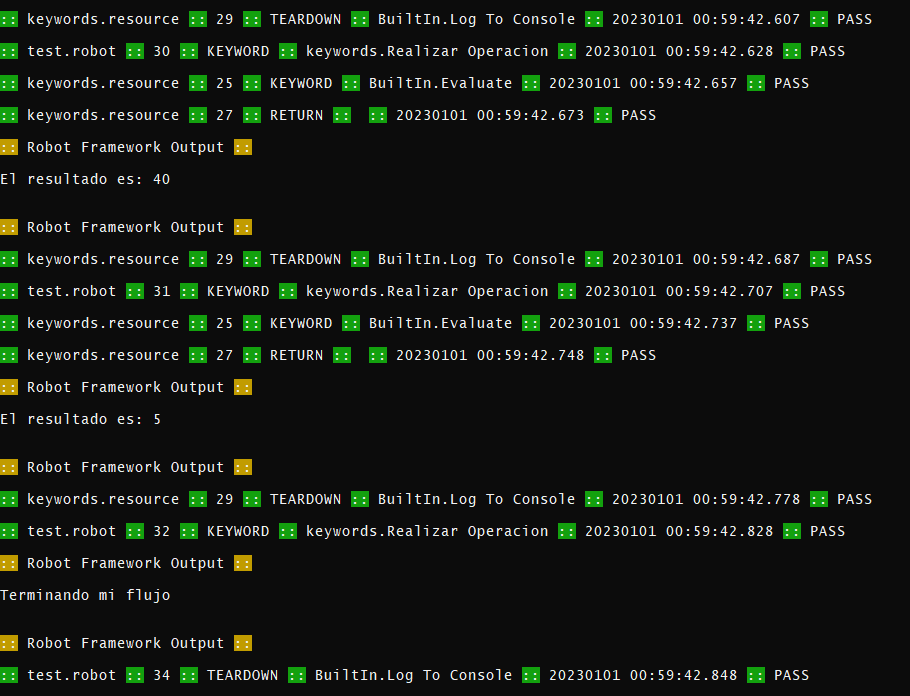 :: keywords.resource :: 29 :: TEARDOWN :: BuiltIn.Log To Console :: 20230101 00:59:42.607 :: PASS
:: test.robot :: 30 :: KEYWORD :: keywords.Realizar Operacion :: 20230101 00:59:42.628 :: PASS
:: keywords.resource :: 25 :: KEYWORD :: BuiltIn.Evaluate :: 20230101 00:59:42.657 :: PASS
:: keywords.resource :: 27 :: RETURN ::  :: 20230101 00:59:42.673 :: PASS
:: Robot Framework Output ::
El resultado es: 40
:: Robot Framework Output ::
:: keywords.resource :: 29 :: TEARDOWN :: BuiltIn.Log To Console :: 20230101 00:59:42.687 :: PASS
:: test.robot :: 31 :: KEYWORD :: keywords.Realizar Operacion :: 20230101 00:59:42.707 :: PASS
:: keywords.resource :: 25 :: KEYWORD :: BuiltIn.Evaluate :: 20230101 00:59:42.737 :: PASS
:: keywords.resource :: 27 :: RETURN ::  :: 20230101 00:59:42.748 :: PASS
:: Robot Framework Output ::
El resultado es: 5
:: Robot Framework Output ::
:: keywords.resource :: 29 :: TEARDOWN :: BuiltIn.Log To Console :: 20230101 00:59:42.778 :: PASS
:: test.robot :: 32 :: KEYWORD :: keywords.Realizar Operacion :: 20230101 00:59:42.828 :: PASS
:: Robot Framework Output ::
Terminando mi flujo
:: Robot Framework Output ::
:: test.robot :: 34 :: TEARDOWN :: BuiltIn.Log To Console :: 20230101 00:59:42.848 :: PASS